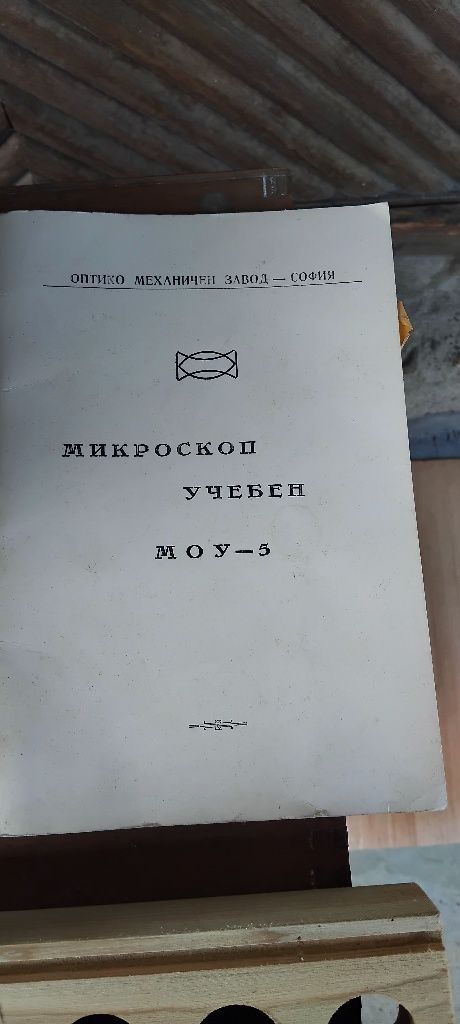 ОПТИКО МЕХАНИЧЕН ЗАВОД — СОФИЯ
МИКРОСКОП
УЧЕБЕН
МОУ—5